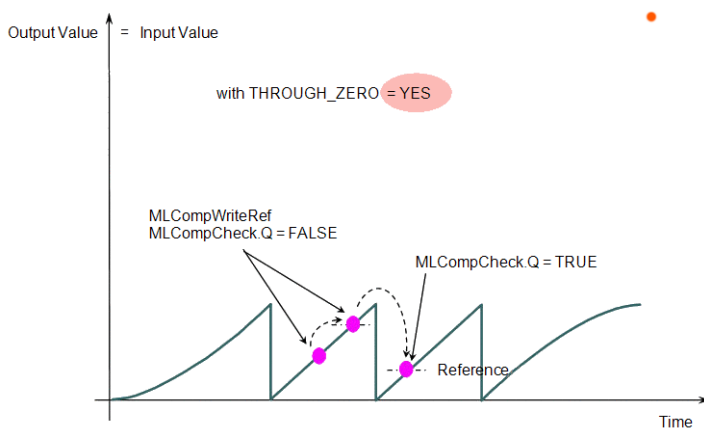 Output Value = Input Value
with THROUGH_ZERO = YES
MLCompWriteRef
MLCompCheck.Q = FALSE
MLCompCheck.Q = TRUE
Reference
Time